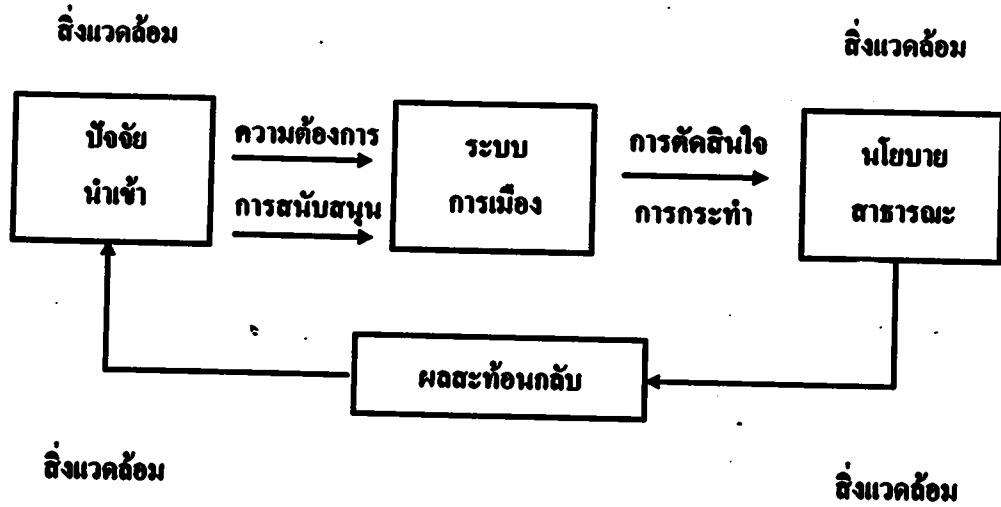 สิ่งแวดล้อม
สิ่งแวดล้อม
ปัจจัย
นำเข้า
ความต้องการ
การสนับสนุน
ระบบ
การเมือง
การตัดสินใจ
การกระทำ
นโยบาย
สาธารณะ
ผลสะท้อนกลับ
สิ่งแวดล้อม
สิ่งแวดล้อม